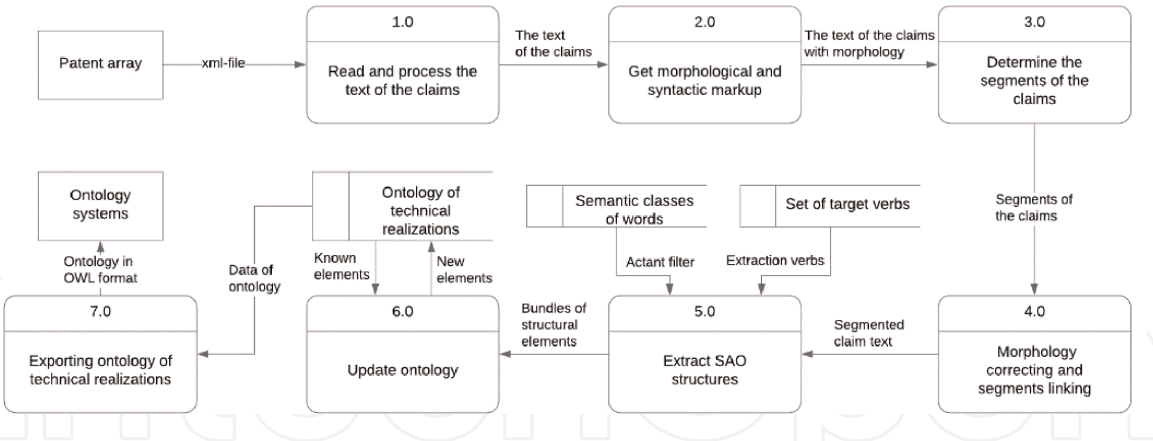 1.0
2.0
3.0
Patent array
xml-file
Read and process the
text of the claims
The text
of the claims
Get morphological and
syntactic markup
The text of the claims
with morphology
Determine the
segments of the
claims
Ontology
systems
Ontology of
technical
realizations
Semantic classes
of words
Set of target verbs
Segments of
the claims
Ontology in
OWL format
Data of
ontology
Known
elements
New
elements
Actant filter
Extraction verbs
7.0
6.0
5.0
4.0
Exporting ontology of
technical realizations
Update ontology
Bundles of
structural
elements
Extract SAO
structures
Segmented
claim text
Morphology
correcting and
segments linking